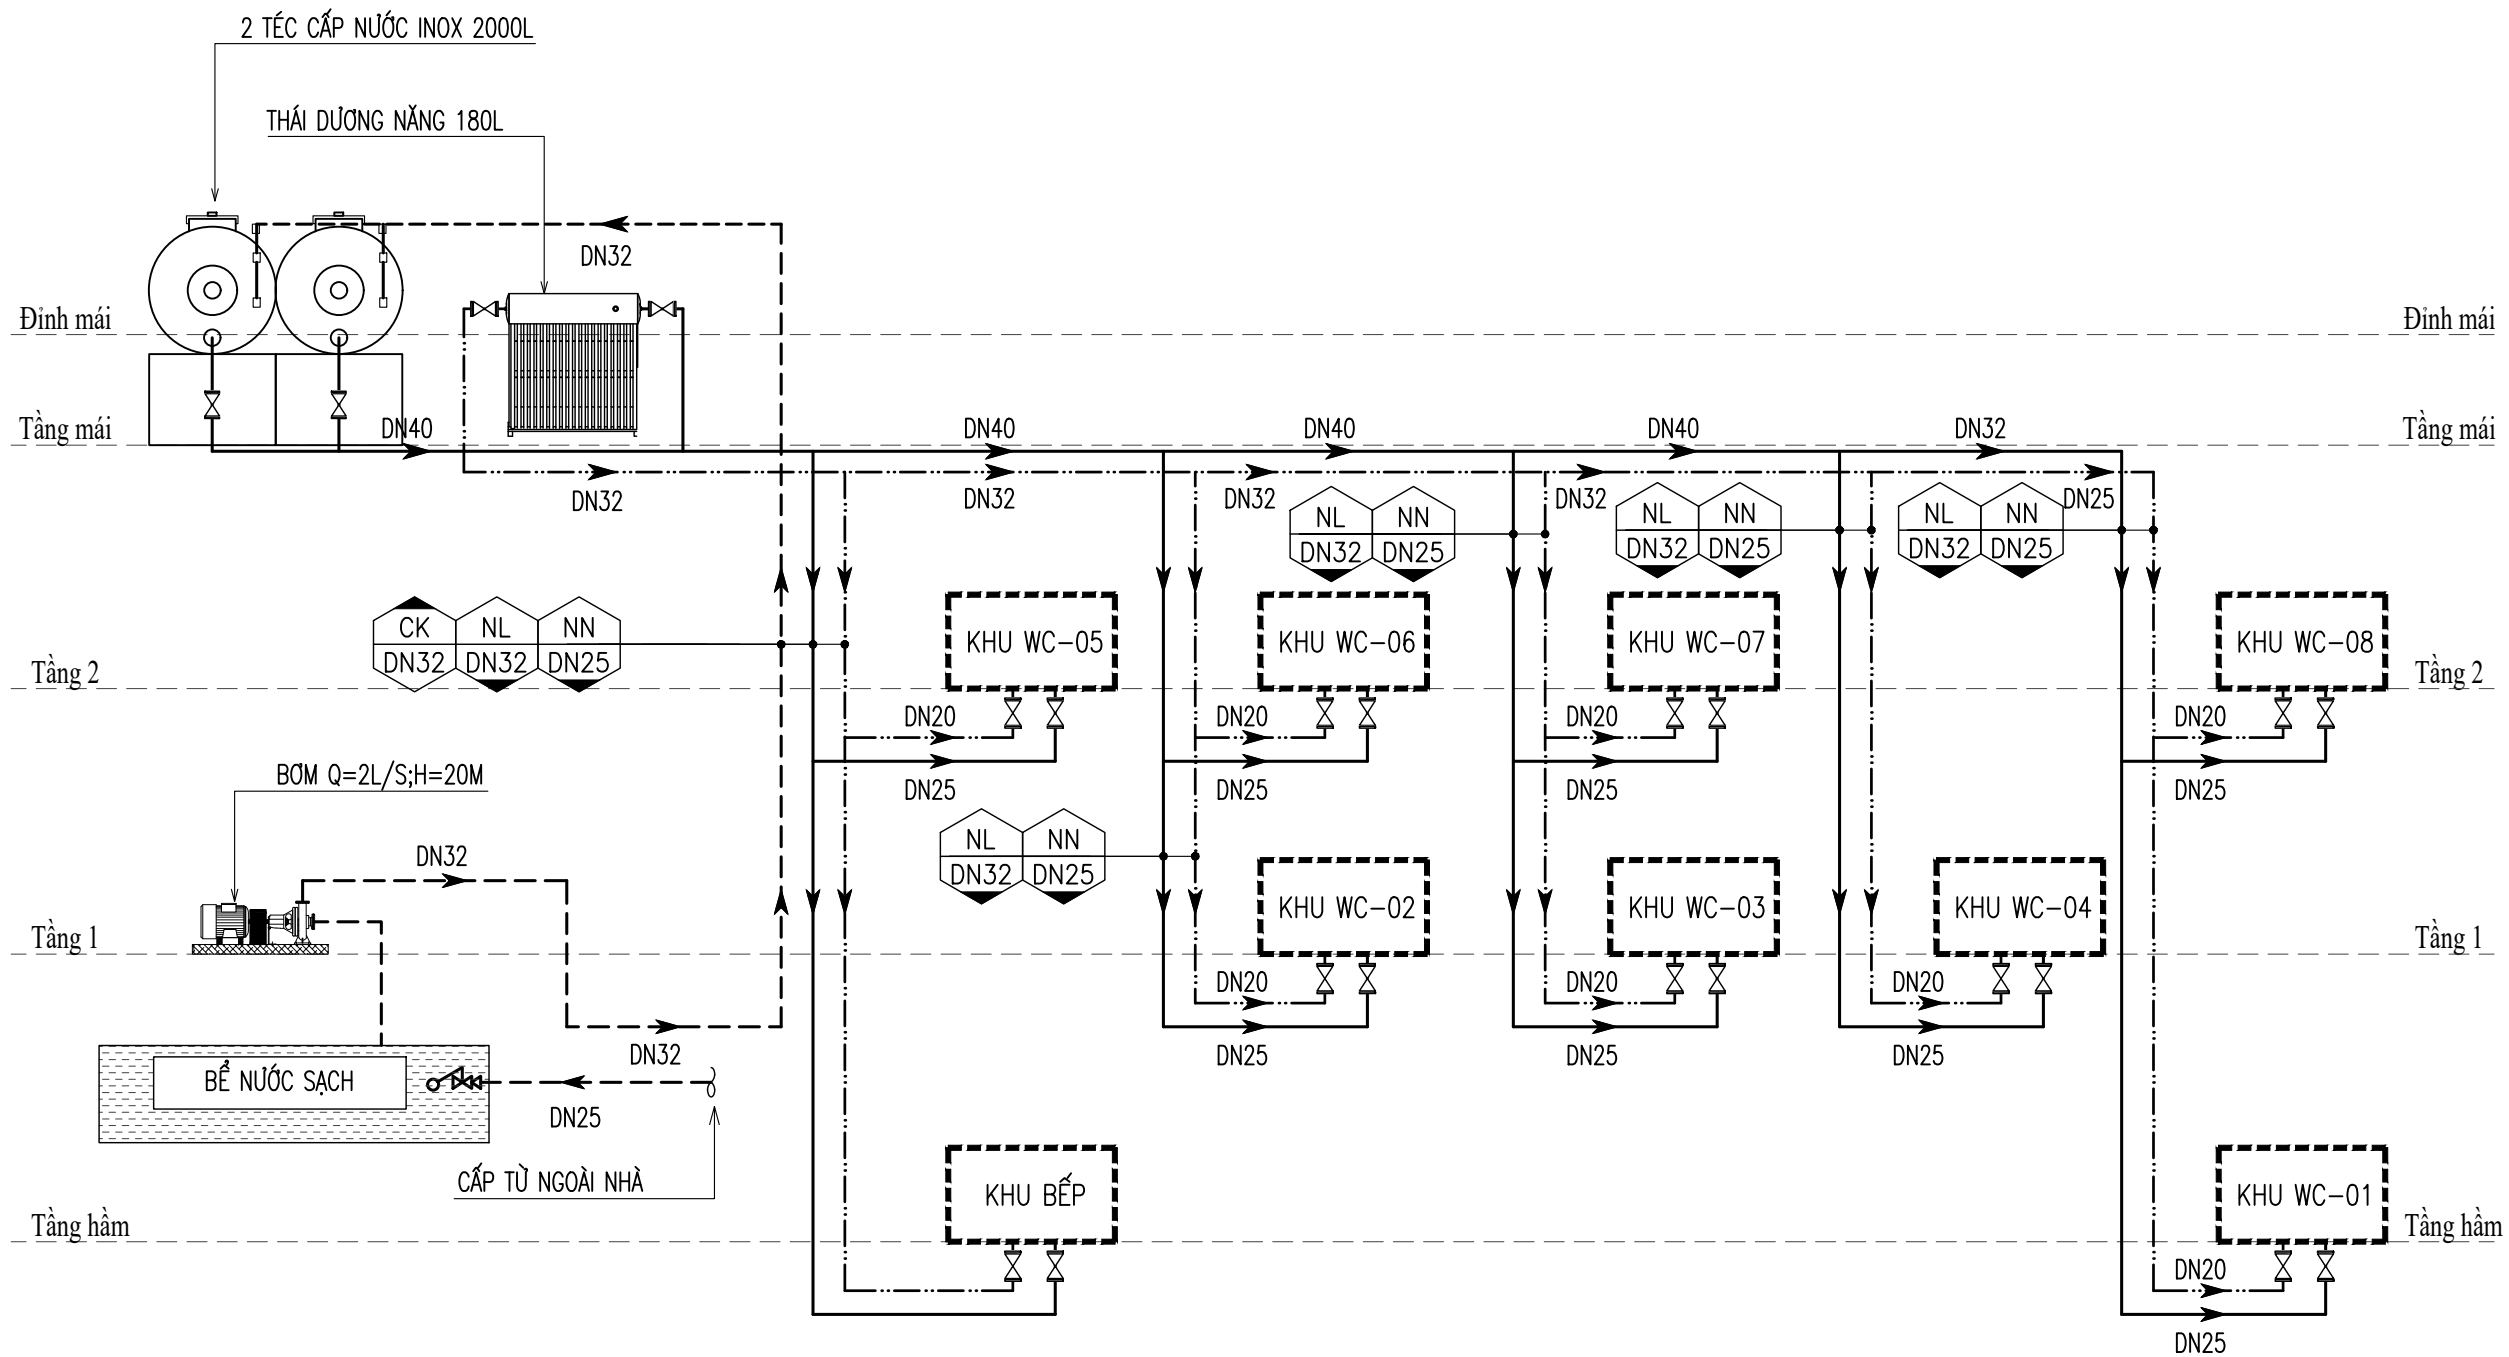 2 TÉC CẤP NƯỚC INOX 2000L
THÁI DƯƠNG NĂNG 180L
DN32
Đỉnh mái
Đỉnh mái
Tầng mái
DN40
DN40
DN40
DN40
DN32
Tầng mái
DN32
DN32
DN32
DN32
DN25
NL
NN
DN32
DN25
NL
NN
DN32
DN25
NL
NN
DN32
DN25
CK
NL
NN
DN32
DN32
DN25
KHU WC-05
KHU WC-06
KHU WC-07
KHU WC-08
Tầng 2
Tầng 2
DN20
DN20
DN20
DN20
DN25
DN25
DN25
DN25
BƠM Q=2L/S;H=20M
DN32
NL
NN
DN32
DN25
KHU WC-02
KHU WC-03
KHU WC-04
Tầng 1
Tầng 1
DN20
DN20
DN20
DN32
DN25
DN25
DN25
BỂ NƯỚC SẠCH
DN25
CẤP TỪ NGOÀI NHÀ
KHU BẾP
KHU WC-01
Tầng hầm
Tầng hầm
DN20
DN25